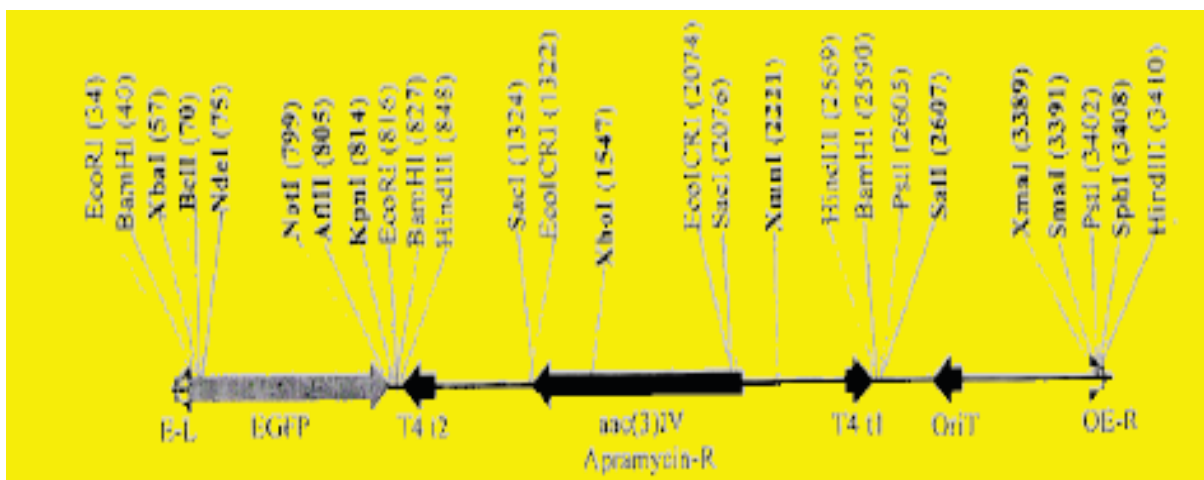 EcoRI (34)
BamHI (40)
XbaI (57)
BclI (70)
NdeI (75)
NotI (799)
AflII (805)
KpnI (814)
EcoRI (816)
BamHI (827)
HindIII (848)
SacI (1324)
EcoICRI (1322)
XhoI (1547)
EcoICRI (2074)
SacI (2076)
XmnI (2221)
HindIII (2569)
BamHI (2590)
PstI (2605)
SalI (2607)
XmaI (3389)
SmaI (3391)
PstI (3402)
SphI (3408)
HindIII (3410)
EGFP
T4 t2
aac(3)IV
T4 t1
OriT
OE-R
Apramycin-R